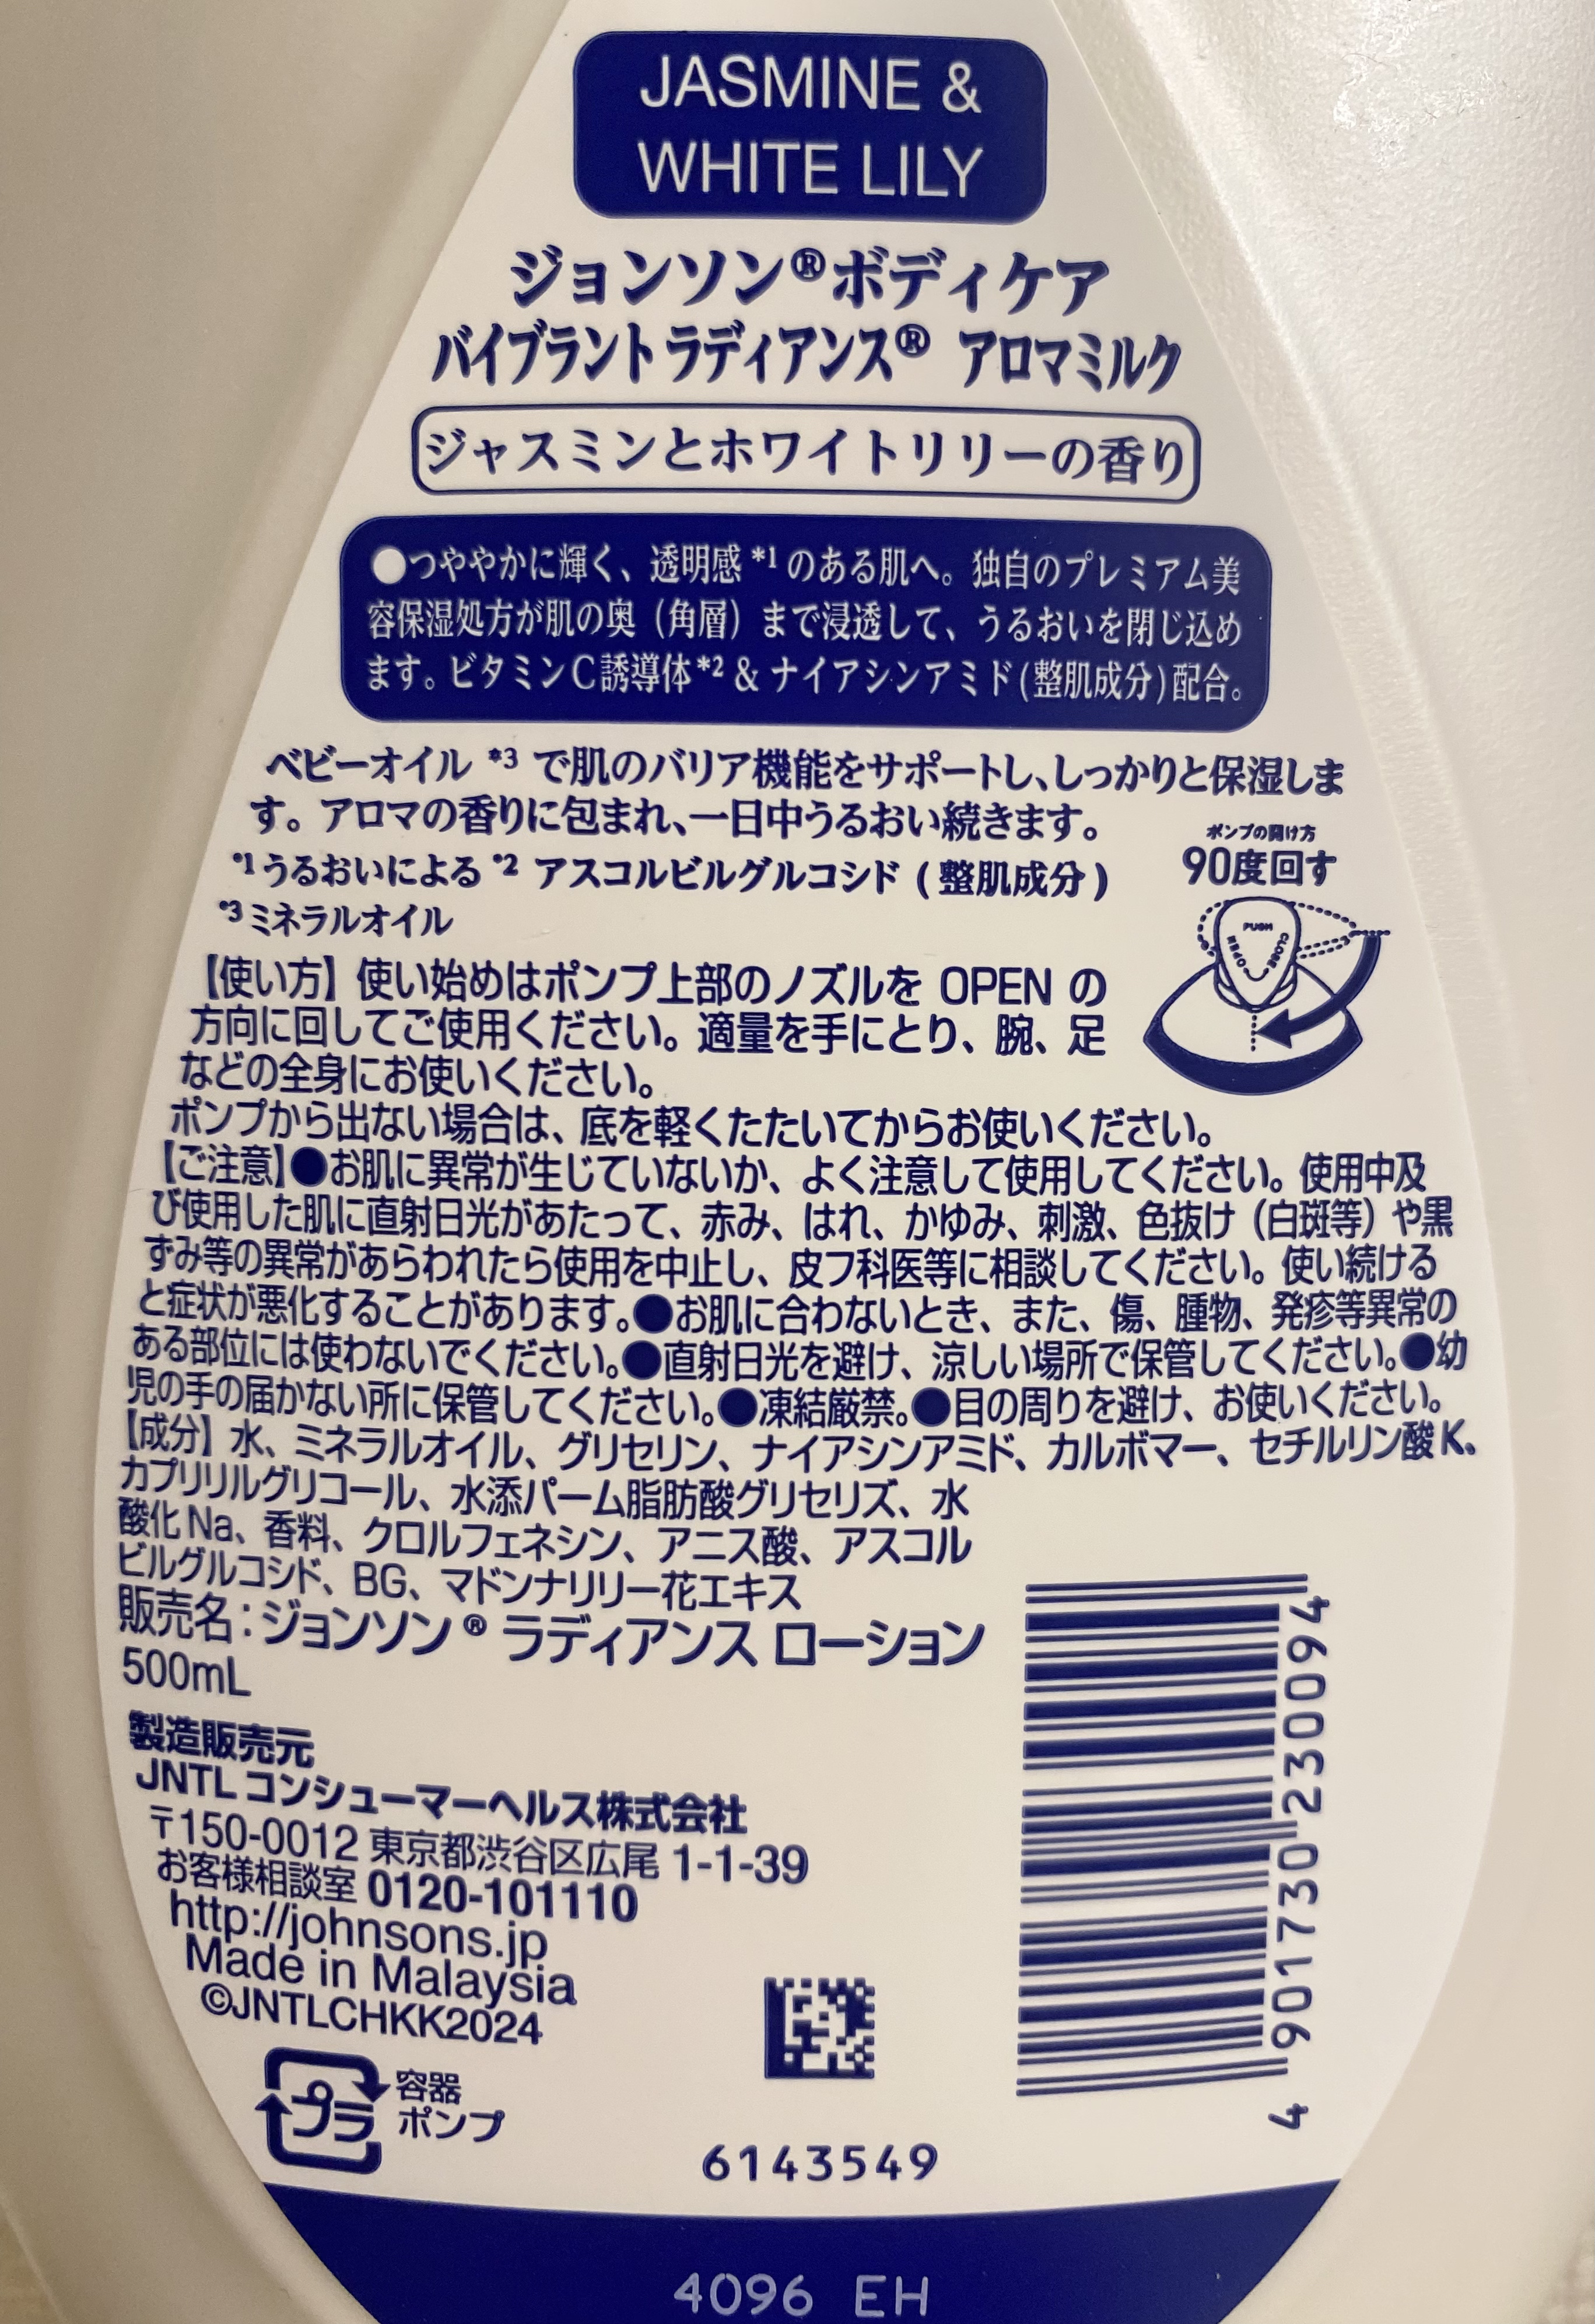 JASMINE &
WHITE LILY
ジョンソン®ボディケア
バイブラント ラディアンス® アロマミルク
ジャスミンとホワイトリリーの香り
●つややかに輝く、透明感*1のある肌へ。独自のプレミアム美
容保湿処方が肌の奥（角層）まで浸透して、うるおいを閉じ込め
ます。ビタミンC誘導体*2 & ナイアシンアミド(整肌成分)配合。
ベビーオイル *3 で肌のバリア機能をサポートし、しっかりと保湿しま
す。アロマの香りに包まれ、一日中うるおい続きます。
*1 うるおいによる *2 アスコルビルグルコシド (整肌成分)
*3 ミネラルオイル
ポンプの開け方
90度回す
PUSH
OPEN
CLOSE
【使い方】使い始めはポンプ上部のノズルを OPEN の
方向に回してご使用ください。適量を手にとり、腕、足
などの全身にお使いください。
ポンプから出ない場合は、底を軽くたたいてからお使いください。
【ご注意】●お肌に異常が生じていないか、よく注意して使用してください。使用中及
び使用した肌に直射日光があたって、赤み、はれ、かゆみ、刺激、色抜け（白斑等）や黒
ずみ等の異常があらわれたら使用を中止し、皮フ科医等に相談してください。使い続ける
と症状が悪化することがあります。●お肌に合わないとき、また、傷、腫物、発疹等異常の
ある部位には使わないでください。●直射日光を避け、涼しい場所で保管してください。●幼
児の手の届かない所に保管してください。●凍結厳禁。●目の周りを避け、お使いください。
【成分】水、ミネラルオイル、グリセリン、ナイアシンアミド、カルボマー、セチルリン酸K、
カプリリルグリコール、水添パーム脂肪酸グリセリズ、水
酸化Na、香料、クロルフェネシン、アニス酸、アスコル
ビルグルコシド、BG、マドンナリリー花エキス
販売名：ジョンソン® ラディアンス ローション
500mL
製造販売元
JNTL コンシューマーヘルス株式会社
〒150-0012 東京都渋谷区広尾 1-1-39
お客様相談室 0120-101110
http://johnsons.jp
Made in Malaysia
©JNTLCHKK2024
プラ
容器
ポンプ
4 901730 230094
6143549
4096 EH